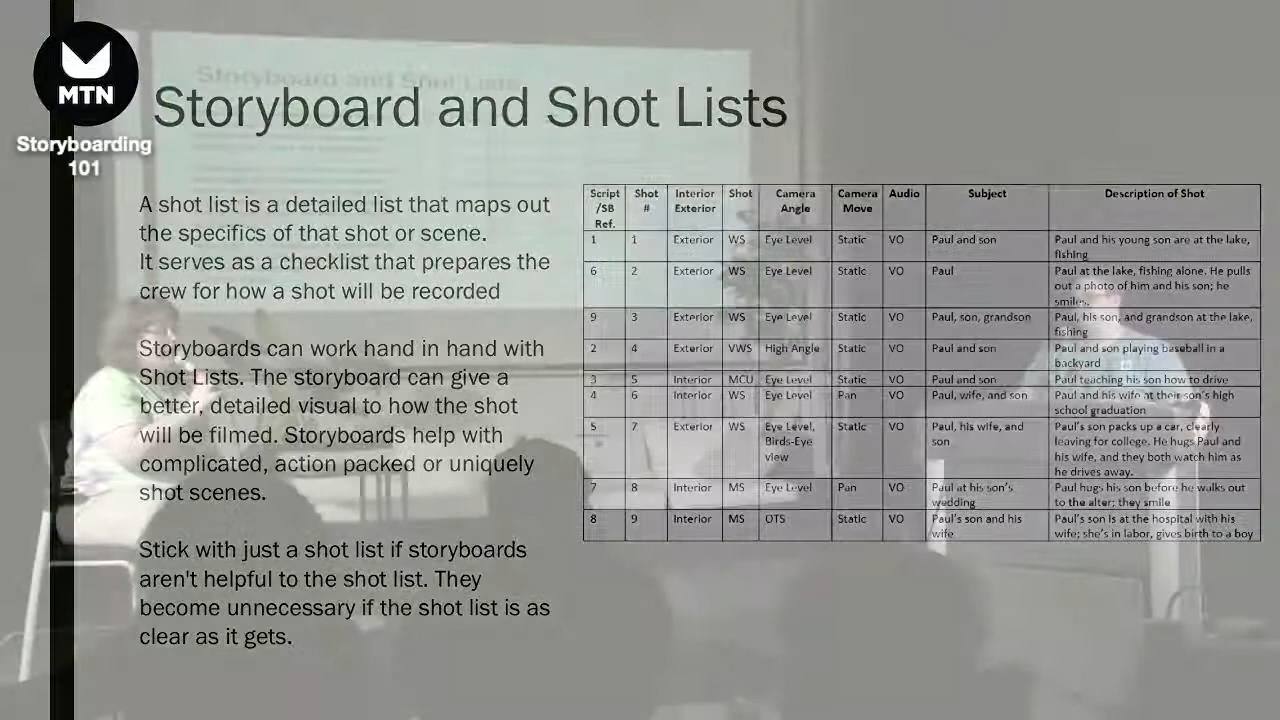 MTN
Storyboarding
101
Storyboard and Shot Lists
Storyboard and Shot Lists
A shot list is a detailed list that maps out
the specifics of that shot or scene.
It serves as a checklist that prepares the
crew for how a shot will be recorded
Storyboards can work hand in hand with
Shot Lists. The storyboard can give a
better, detailed visual to how the shot
will be filmed. Storyboards help with
complicated, action packed or uniquely
shot scenes.
Stick with just a shot list if storyboards
aren't helpful to the shot list. They
become unnecessary if the shot list is as
clear as it gets.
Script /SB Ref. Shot # Interior Exterior Shot Camera Angle Camera Move Audio Subject Description of Shot
1 1 Exterior WS Eye Level Static VO Paul and son Paul and his young son are at the lake, fishing
6 2 Exterior WS Eye Level Static VO Paul Paul at the lake, fishing alone. He pulls out a photo of him and his son; he smiles.
9 3 Exterior WS Eye Level Static VO Paul, son, grandson Paul, his son, and grandson at the lake, fishing
2 4 Exterior VWS High Angle Static VO Paul and son Paul and son playing baseball in a backyard
3 5 Interior MCU Eye Level Static VO Paul and son Paul teaching his son how to drive
4 6 Interior WS Eye Level Pan VO Paul, wife, and son Paul and his wife at their son's high school graduation
5 7 Exterior WS Eye Level, Birds-Eye view Static VO Paul, his wife, and son Paul's son packs up a car, clearly leaving for college. He hugs Paul and his wife, and they both watch him as he drives away.
7 8 Interior MS Eye Level Pan VO Paul at his son's wedding Paul hugs his son before he walks out to the alter; they smile
8 9 Interior MS OTS Static VO Paul's son and his wife Paul's son is at the hospital with his wife; she's in labor, gives birth to a boy